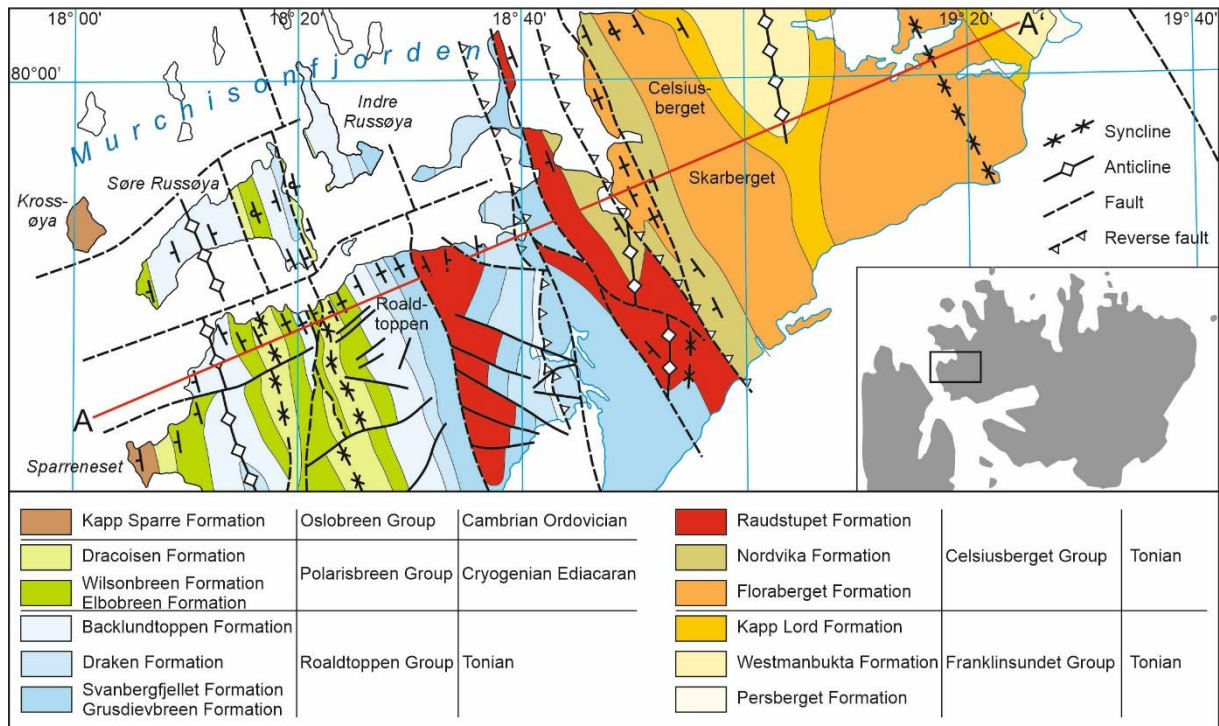 18°00'
18°20'
18°40'
19°20'
19°40'
80°00'
Murchisonfjorden
Indre
Russøya
Søre Russøya
Kross-
øya
Celsius-
berget
Skarberget
Roald-
toppen
Sparreneset
A
A'
Syncline
Anticline
Fault
Reverse fault
Kapp Sparre Formation
Oslobreen Group
Cambrian Ordovician
Dracoisen Formation
Wilsonbreen Formation
Elbobreen Formation
Polarisbreen Group
Cryogenian Ediacaran
Backlundtoppen Formation
Draken Formation
Svanbergfjellet Formation
Grusdievbreen Formation
Roaldtoppen Group
Tonian
Raudstupet Formation
Nordvika Formation
Floraberget Formation
Celsiusberget Group
Tonian
Kapp Lord Formation
Westmanbukta Formation
Persberget Formation
Franklinsundet Group
Tonian